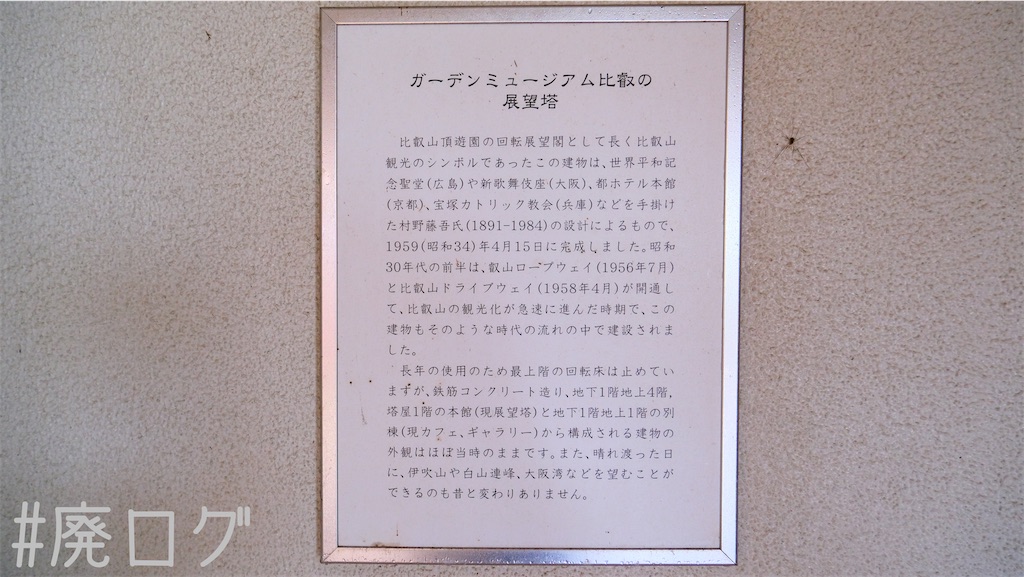 ガーデンミュージアム比叡の
展望塔
比叡山頂遊園の回転展望閣として長く比叡山
観光のシンボルであったこの建物は、世界平和記
念聖堂(広島)や新歌舞伎座(大阪)、都ホテル本館
(京都)、宝塚カトリック教会(兵庫)などを手掛け
た村野藤吾氏(1891-1984)の設計によるもので、
1959(昭和34)年4月15日に完成しました。昭和
30年代の前半は、叡山ロープウェイ(1956年7月)
と比叡山ドライブウェイ(1958年4月)が開通し
て、比叡山の観光化が急速に進んだ時期で、この
建物もそのような時代の流れの中で建設されま
した。
長年の使用のため最上階の回転床は止めてい
ますが、鉄筋コンクリート造り、地下1階地上4階,
塔屋1階の本館(現展望塔)と地下1階地上1階の別
棟(現カフェ、ギャラリー)から構成される建物の
外観はほぼ当時のままです。また、晴れ渡った日
に、伊吹山や白山連峰、大阪湾などを望むことが
できるのも昔と変わりありません。
#廃ログ